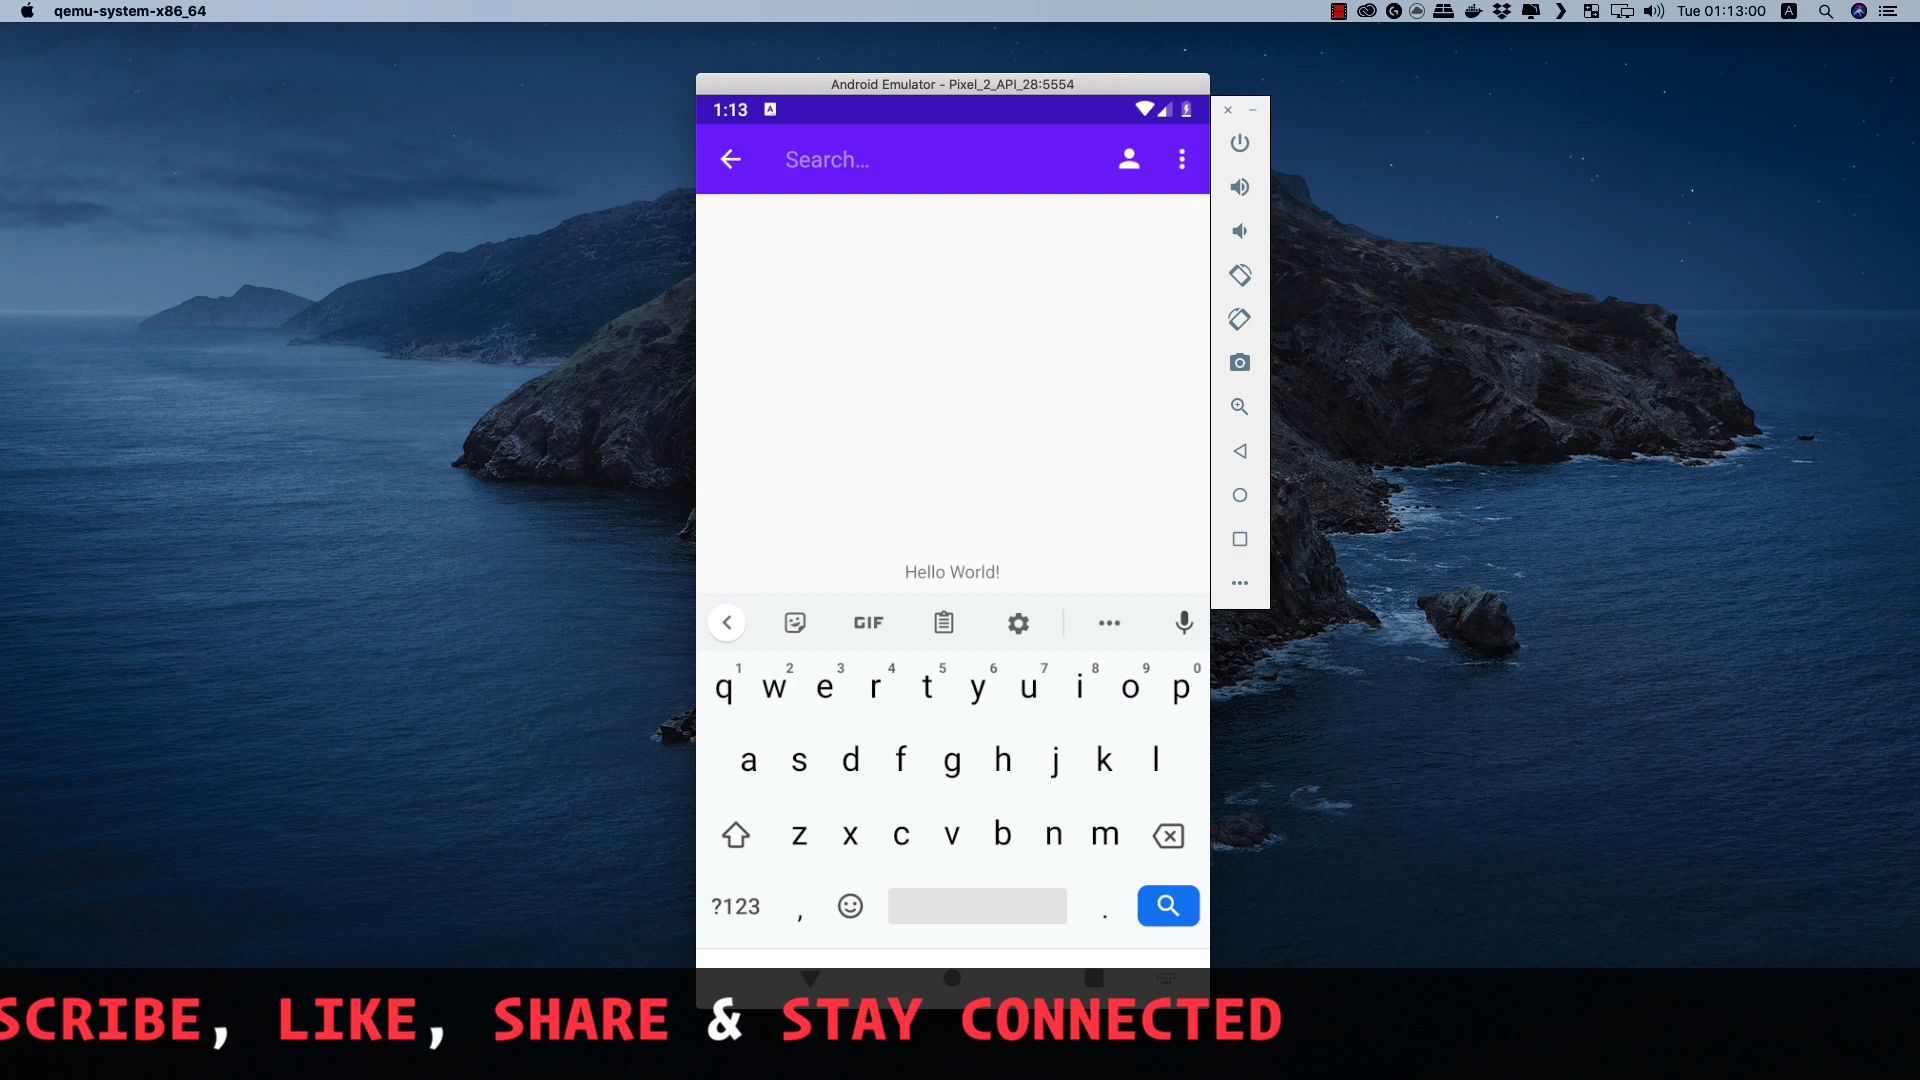 qemu-system-x86_64
Tue 01:13:00
A
Android Emulator - Pixel_2_API_28:5554
1:13
A
Search...
Hello World!
GIF
1 2 3 4 5 6 7 8 9 0
q w e r t y u i o p
a s d f g h j k l
z x c v b n m
?123 , .
SCRIBE, LIKE, SHARE & STAY CONNECTED